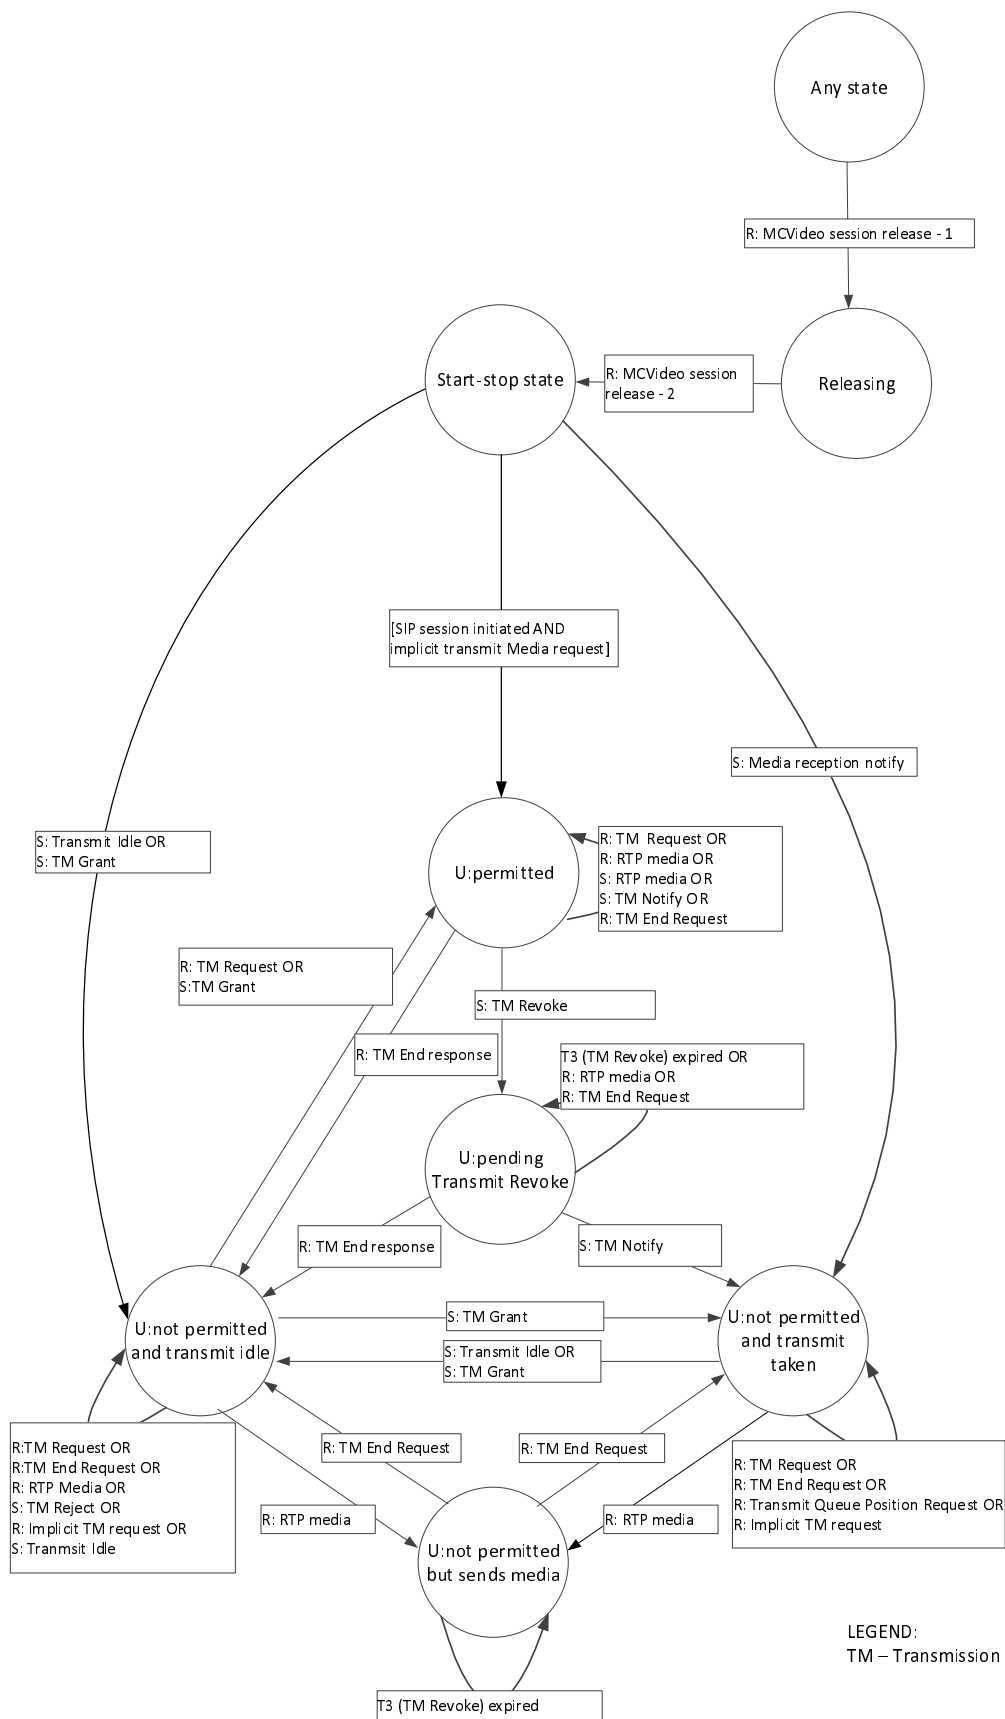 Any state
R: MCVideo session release - 1
Start-stop state
R: MCVideo session
release - 2
Releasing
[SIP session initiated AND
implicit transmit Media request]
S: Media reception notify
S: Transmit Idle OR
S: TM Grant
U:permitted
R: TM Request OR
R: RTP media OR
S: RTP media OR
S: TM Notify OR
R: TM End Request
R: TM Request OR
S:TM Grant
S: TM Revoke
R: TM End response
T3 (TM Revoke) expired OR
R: RTP media OR
R: TM End Request
U:pending
Transmit Revoke
R: TM End response
S: TM Notify
U:not permitted
and transmit idle
S: TM Grant
S: Transmit Idle OR
S: TM Grant
U:not permitted
and transmit
taken
R:TM Request OR
R:TM End Request OR
R: RTP Media OR
S: TM Reject OR
R: Implicit TM request OR
S: Tranmsit Idle
R: TM End Request
R: TM End Request
R: TM Request OR
R: TM End Request OR
R: Transmit Queue Position Request OR
R: Implicit TM request
R: RTP media
R: RTP media
U:not permitted
but sends media
T3 (TM Revoke) expired
LEGEND:
TM – Transmission